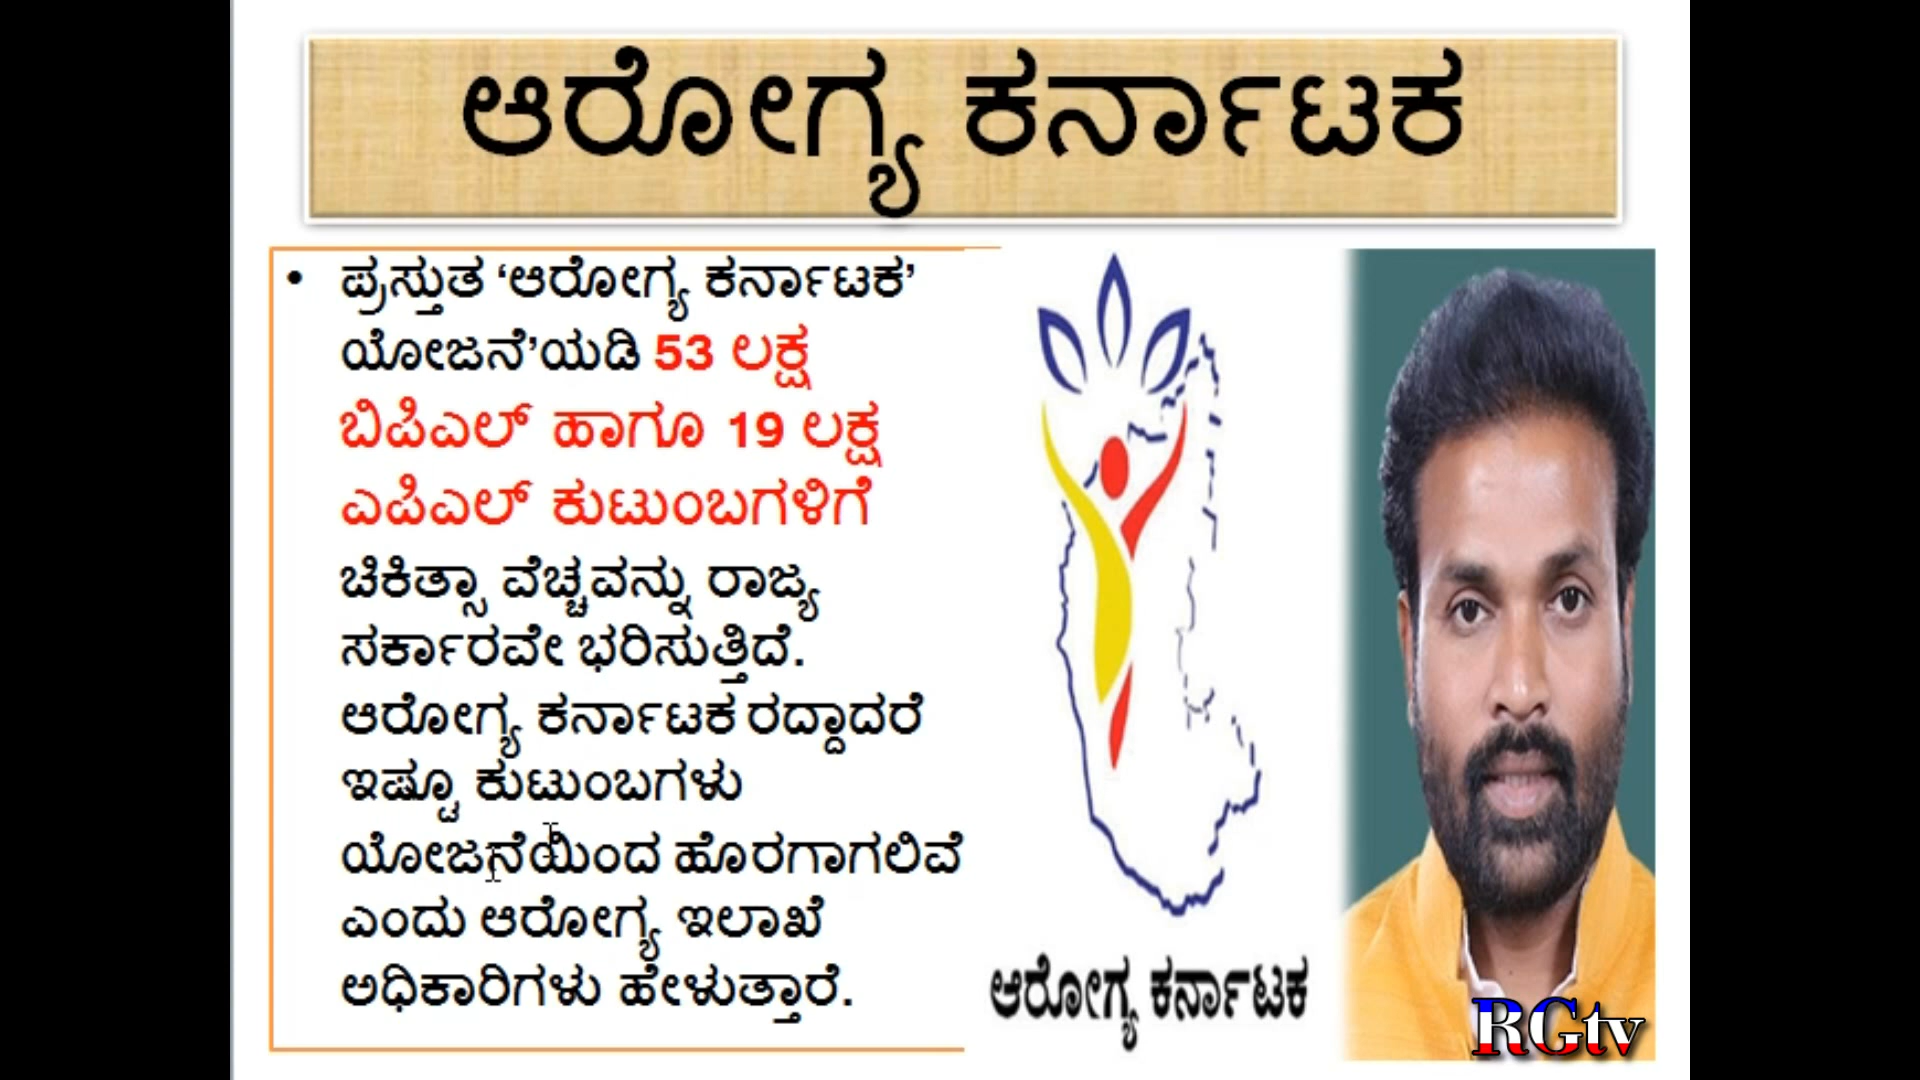 ಆರೋಗ್ಯ ಕರ್ನಾಟಕ
• ಪ್ರಸ್ತುತ ‘ಆರೋಗ್ಯ ಕರ್ನಾಟಕ’
ಯೋಜನೆ’ಯಡಿ 53 ಲಕ್ಷ
ಬಿಪಿಎಲ್ ಹಾಗೂ 19 ಲಕ್ಷ
ಎಪಿಎಲ್ ಕುಟುಂಬಗಳಿಗೆ
ಚಿಕಿತ್ಸಾ ವೆಚ್ಚವನ್ನು ರಾಜ್ಯ
ಸರ್ಕಾರವೇ ಭರಿಸುತ್ತಿದೆ.
ಆರೋಗ್ಯ ಕರ್ನಾಟಕ ರದ್ದಾದರೆ
ಇಷ್ಟೂ ಕುಟುಂಬಗಳು
ಯೋಜನೆಯಿಂದ ಹೊರಗಾಗಲಿವೆ
ಎಂದು ಆರೋಗ್ಯ ಇಲಾಖೆ
ಅಧಿಕಾರಿಗಳು ಹೇಳುತ್ತಾರೆ.
ಆರೋಗ್ಯ ಕರ್ನಾಟಕ
RGtv